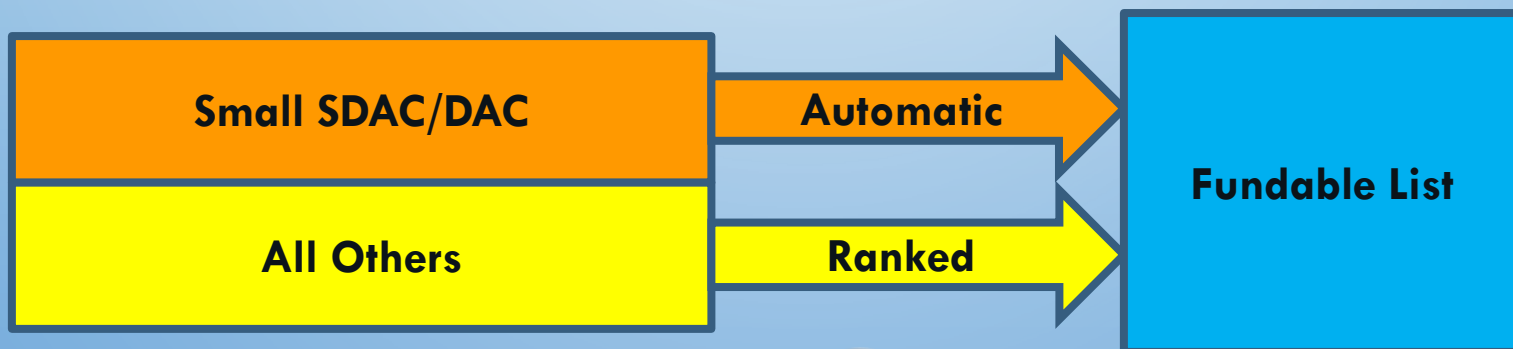 Small SDAC/DAC
Automatic
Fundable List
All Others
Ranked